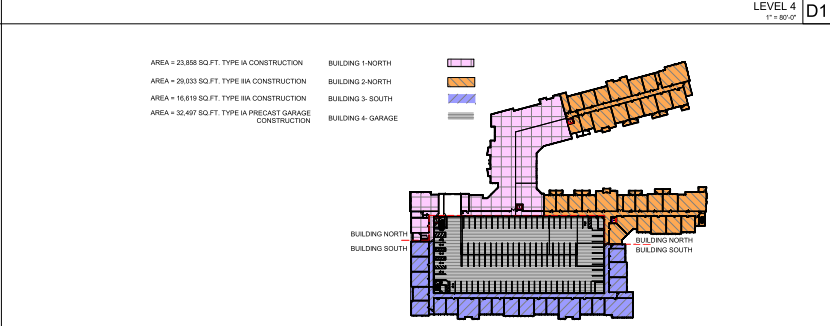 LEVEL 4
1" = 80'-0"
D1
AREA = 23,858 SQ.FT. TYPE IA CONSTRUCTION BUILDING 1-NORTH
AREA = 29,033 SQ.FT. TYPE IIIA CONSTRUCTION BUILDING 2-NORTH
AREA = 16,619 SQ.FT. TYPE IIIA CONSTRUCTION BUILDING 3- SOUTH
AREA = 32,497 SQ.FT. TYPE IA PRECAST GARAGE
CONSTRUCTION BUILDING 4- GARAGE
BUILDING NORTH
BUILDING SOUTH
BUILDING NORTH
BUILDING SOUTH